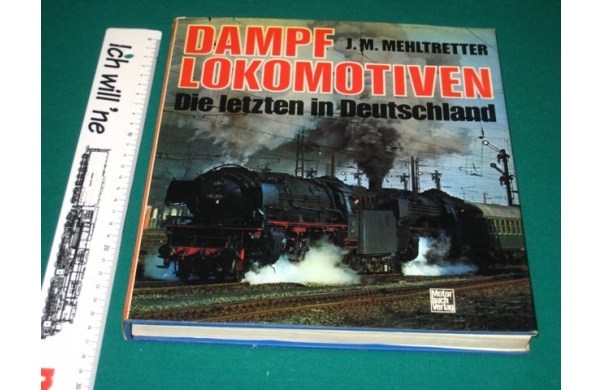 DAMPF
J. M. MEHLTRETTER
LOKOMOTIVEN
Die letzten in Deutschland
Motor
buch
Verlag
Ich will 'ne